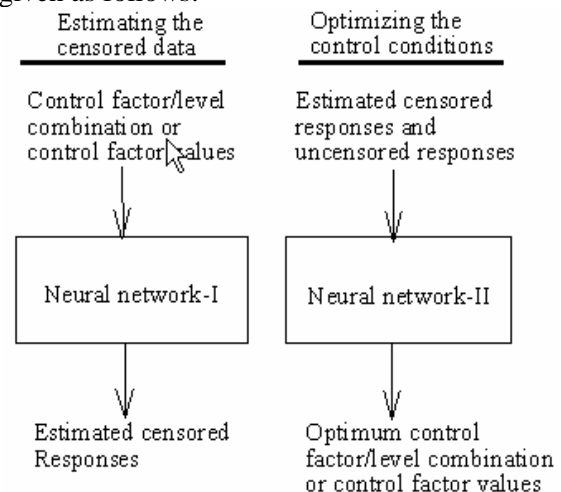 given as follows.
Estimating the
censored data
Control factor/level
combination or
control factor values
Neural network-I
Estimated censored
Responses
Optimizing the
control conditions
Estimated censored
responses and
uncensored responses
Neural network-II
Optimum control
factor/level combination
or control factor values